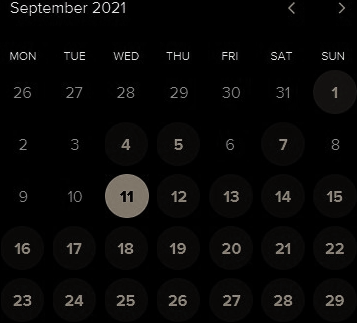 September 2021
MON TUE WED THU FRI SAT SUN
26 27 28 29 30 31 1
2 3 4 5 6 7 8
9 10 11 12 13 14 15
16 17 18 19 20 21 22
23 24 25 26 27 28 29